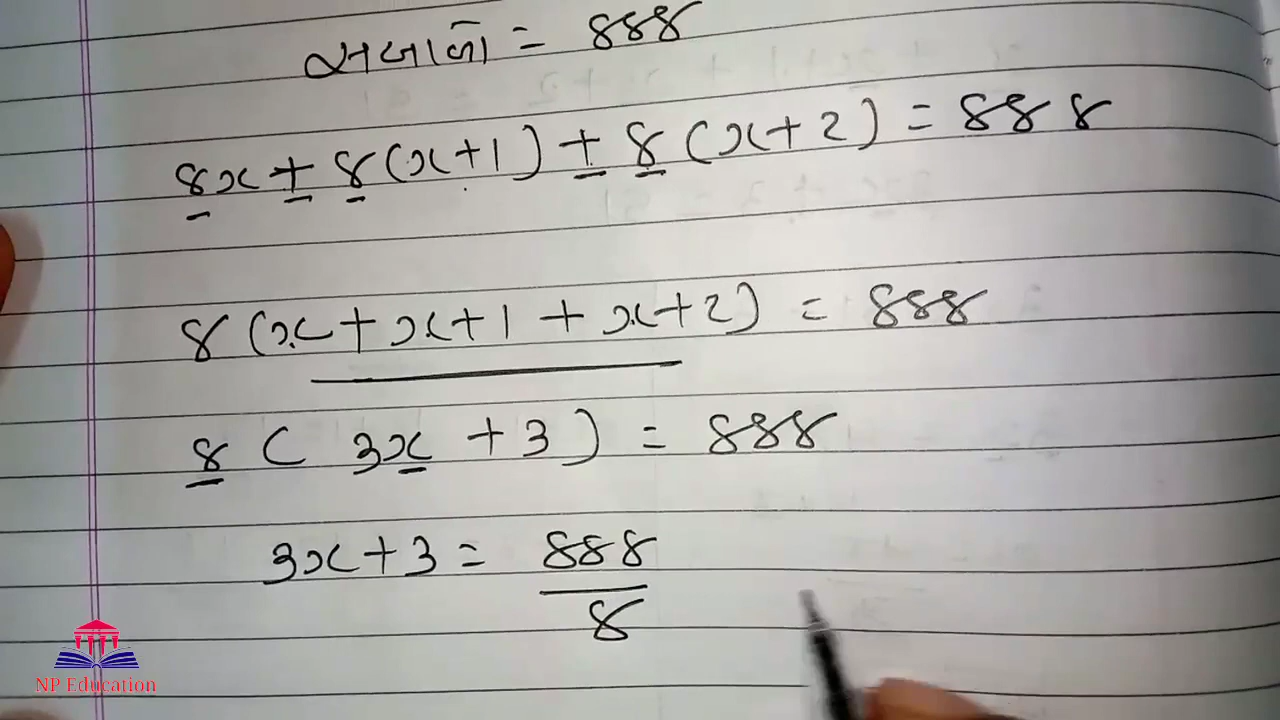 સરવાળો = 888
8x + 8(x+1) + 8(x+2) = 888
8(x+x+1+x+2) = 888
8(3x+3) = 888
3x+3 = 888
8
NP Education